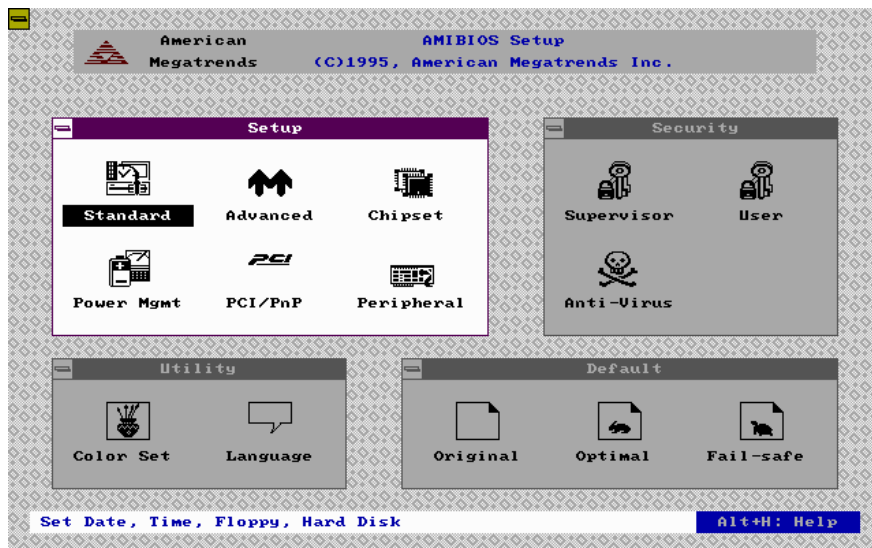 American
AMIBIOS Setup
Megatrends
(C)1995, American Megatrends Inc.
Setup
Standard
Advanced
Chipset
Power Mgmt
PCI
PCI/PnP
Peripheral
Security
Supervisor
User
Anti-Virus
Utility
Color Set
Language
Default
Original
Optimal
Fail-safe
Set Date, Time, Floppy, Hard Disk
Alt+H: Help